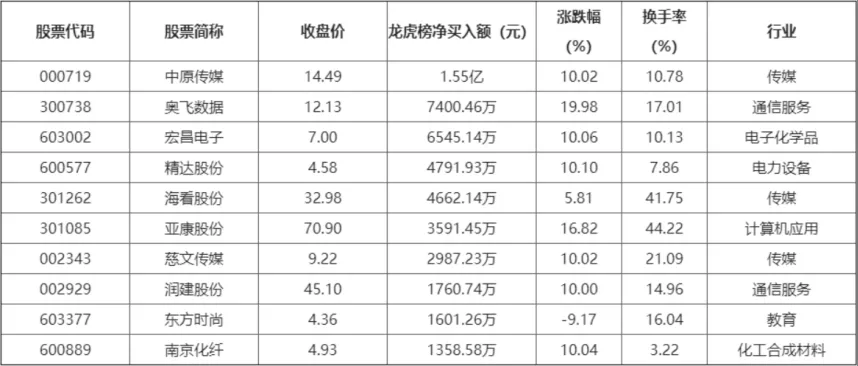 股票代码 股票简称 收盘价 龙虎榜净买入额（元） 涨跌幅（%） 换手率（%） 行业
000719 中原传媒 14.49 1.55亿 10.02 10.78 传媒
300738 奥飞数据 12.13 7400.46万 19.98 17.01 通信服务
603002 宏昌电子 7.00 6545.14万 10.06 10.13 电子化学品
600577 精达股份 4.58 4791.93万 10.10 7.86 电力设备
301262 海看股份 32.98 4662.14万 5.81 41.75 传媒
301085 亚康股份 70.90 3591.45万 16.82 44.22 计算机应用
002343 慈文传媒 9.22 2987.23万 10.02 21.09 传媒
002929 润建股份 45.10 1760.74万 10.00 14.96 通信服务
603377 东方时尚 4.36 1601.26万 -9.17 16.04 教育
600889 南京化纤 4.93 1358.58万 10.04 3.22 化工合成材料